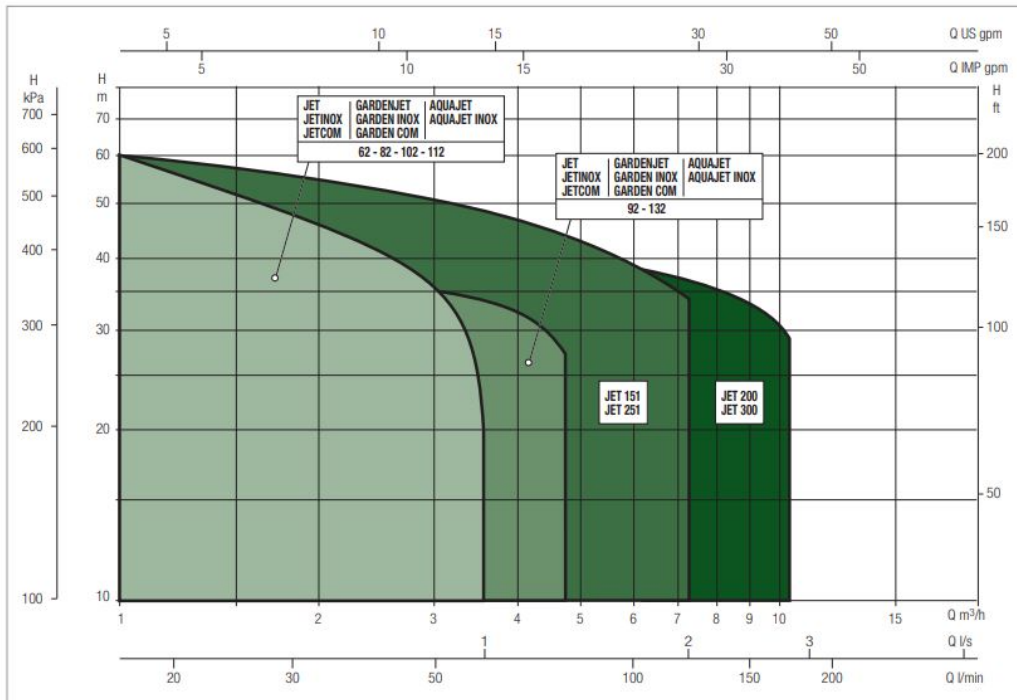 5 10 15 30 50 Q US gpm
5 10 15 30 50 Q IMP gpm
H kPa
H m
H ft
700
600
500
400
300
200
100
70
60
50
40
30
20
10
200
150
100
50
JET GARDENJET AQUAJET
JETINOX GARDEN INOX AQUAJET INOX
JETCOM GARDEN COM
62 - 82 - 102 - 112
JET GARDENJET AQUAJET
JETINOX GARDEN INOX AQUAJET INOX
JETCOM GARDEN COM
92 - 132
JET 151
JET 251
JET 200
JET 300
1 2 3 4 5 6 7 8 9 10 15 Q m³/h
1 2 3 Q l/s
20 30 50 100 150 200 Q l/min